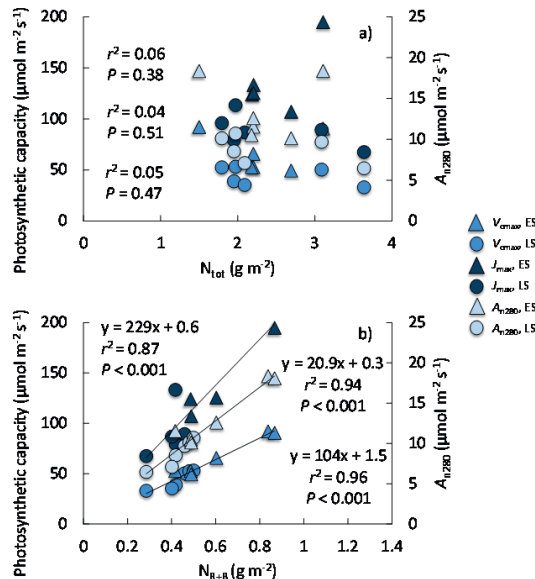 a)
200
150
100
50
0
Photosynthetic capacity (μmol m⁻² s⁻¹)
r² = 0.06
P = 0.38
r² = 0.04
P = 0.51
r² = 0.05
P = 0.47
25
20
15
10
5
0
Aₙ₂₈₀ (μmol m⁻² s⁻¹)
0 1 2 3 4
Nₜₒₜ (g m⁻²)
V_cmax, ES
V_cmax, LS
J_max, ES
J_max, LS
Aₙ₂₈₀, ES
Aₙ₂₈₀, LS
b)
200
150
100
50
0
Photosynthetic capacity (μmol m⁻² s⁻¹)
y = 229x + 0.6
r² = 0.87
P < 0.001
y = 20.9x + 0.3
r² = 0.94
P < 0.001
y = 104x + 1.5
r² = 0.96
P < 0.001
25
20
15
10
5
0
Aₙ₂₈₀ (μmol m⁻² s⁻¹)
0 0.2 0.4 0.6 0.8 1 1.2 1.4
N_R+B (g m⁻²)